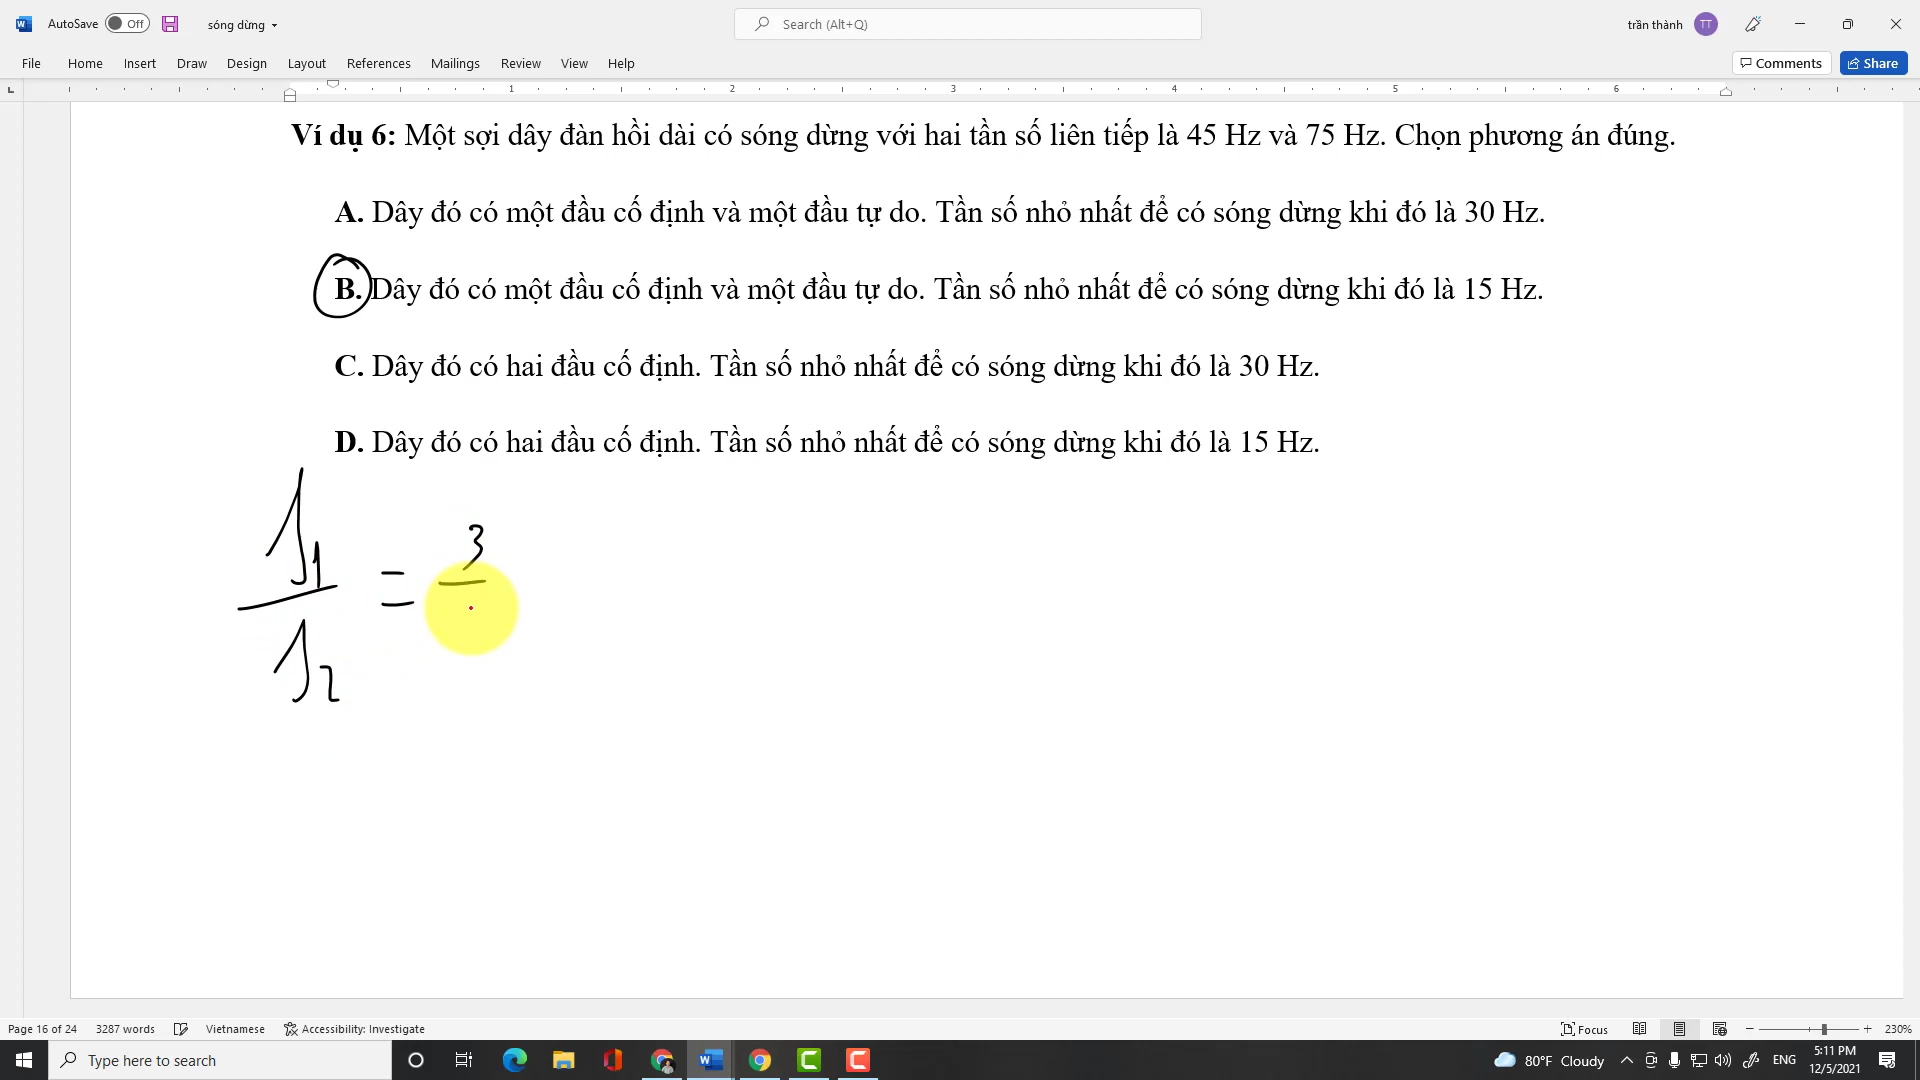 AutoSave Off sóng dừng Search (Alt+Q) trần thành TT
File Home Insert Draw Design Layout References Mailings Review View Help Comments Share
1 2 3 4 5 6
Ví dụ 6: Một sợi dây đàn hồi dài có sóng dừng với hai tần số liên tiếp là 45 Hz và 75 Hz. Chọn phương án đúng.
A. Dây đó có một đầu cố định và một đầu tự do. Tần số nhỏ nhất để có sóng dừng khi đó là 30 Hz.
B. Dây đó có một đầu cố định và một đầu tự do. Tần số nhỏ nhất để có sóng dừng khi đó là 15 Hz.
C. Dây đó có hai đầu cố định. Tần số nhỏ nhất để có sóng dừng khi đó là 30 Hz.
D. Dây đó có hai đầu cố định. Tần số nhỏ nhất để có sóng dừng khi đó là 15 Hz.
f1
= 3
f2
Page 16 of 24 3287 words Vietnamese Accessibility: Investigate Focus 230%
Type here to search 80°F Cloudy ENG 5:11 PM
12/5/2021